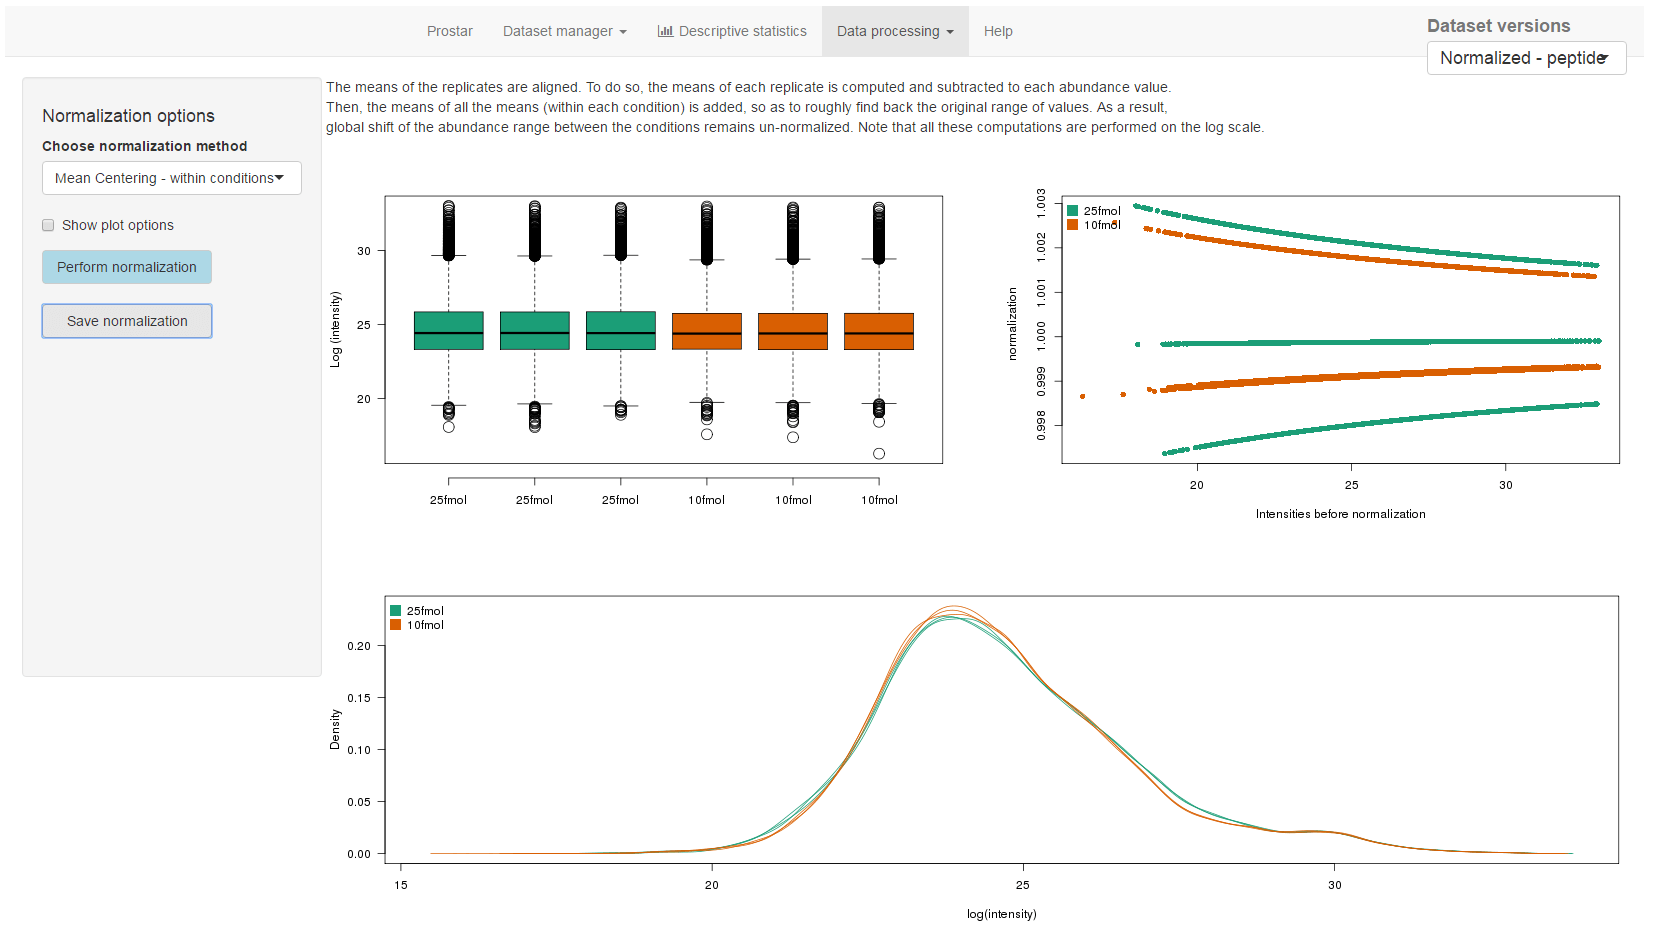 Prostar
Dataset manager
Descriptive statistics
Data processing
Help
Dataset versions
Normalized - peptide
Normalization options
Choose normalization method
Mean Centering - within conditions
Show plot options
Perform normalization
Save normalization
The means of the replicates are aligned. To do so, the means of each replicate is computed and subtracted to each abundance value.
Then, the means of all the means (within each condition) is added, so as to roughly find back the original range of values. As a result,
global shift of the abundance range between the conditions remains un-normalized. Note that all these computations are performed on the log scale.
Log (intensity)
30
25
20
25fmol 25fmol 25fmol 10fmol 10fmol 10fmol
25fmol
10fmol
normalization
1.003
1.002
1.001
1.000
0.999
0.998
20 25 30
Intensities before normalization
25fmol
10fmol
Density
0.20
0.15
0.10
0.05
0.00
15 20 25 30
log(intensity)